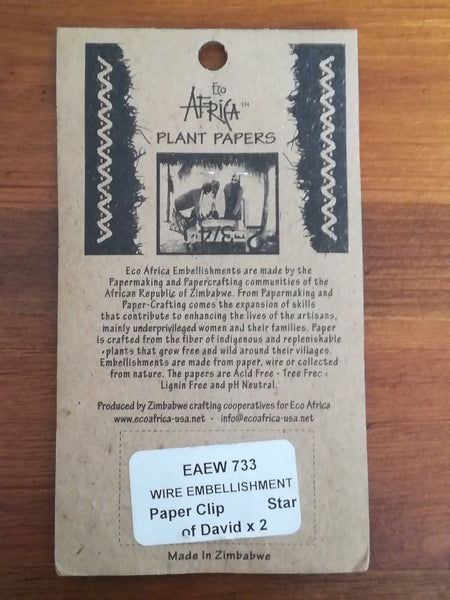 Eco
AFRICA™
PLANT PAPERS
Eco Africa Embellishments are made by the
Papermaking and Papercrafting communities of the
African Republic of Zimbabwe. From Papermaking and
Paper-Crafting comes the expansion of skills
that contribute to enhancing the lives of the artisans,
mainly underprivileged women and their families. Paper
is crafted from the fiber of indigenous and replenishable
plants that grow free and wild around their villages.
Embellishments are made from paper, wire or collected
from nature. The papers are Acid Free - Tree Free -
Lignin Free and pH Neutral.
Produced by Zimbabwe crafting cooperatives for Eco Africa
www.ecoafrica-usa.net - info@ecoafrica-usa.net
EAEW 733
WIRE EMBELLISHMENT
Paper Clip Star
of David x 2
Made In Zimbabwe